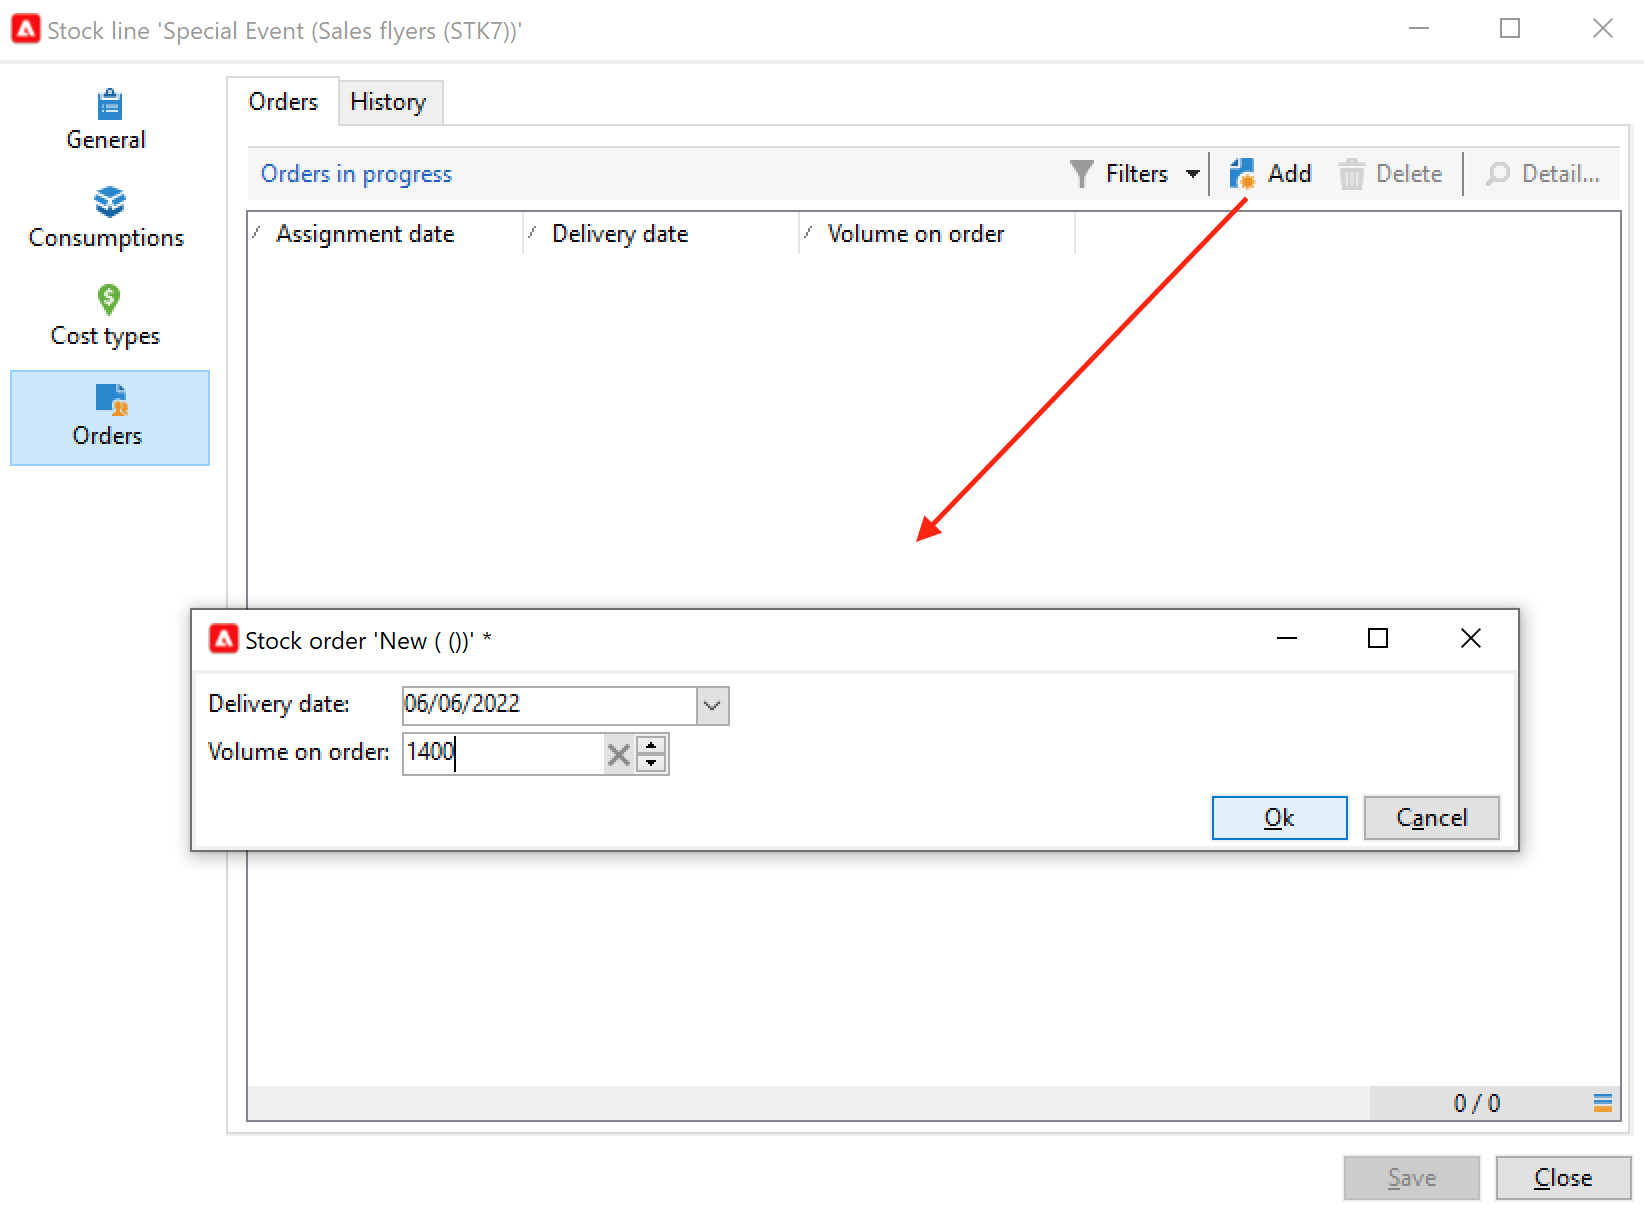 Stock line 'Special Event (Sales flyers (STK7))'
General
Consumptions
Cost types
Orders
Orders History
Orders in progress Filters Add Delete Detail...
Assignment date Delivery date Volume on order
Stock order 'New ( ())' *
Delivery date: 06/06/2022
Volume on order: 1400
Ok Cancel
0 / 0
Save Close